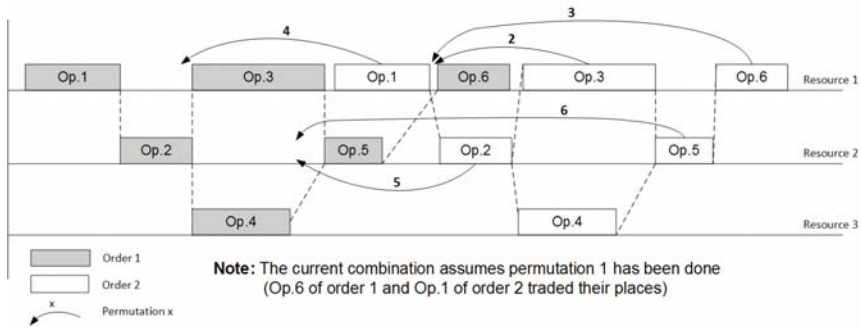 3
4
2
Op.1 Op.3 Op.1 Op.6 Op.3 Op.6 Resource 1
6
Op.2 Op.5 Op.2 Op.5 Resource 2
5
Op.4 Op.4 Resource 3
Order 1
Order 2
x
Permutation x
Note: The current combination assumes permutation 1 has been done
(Op.6 of order 1 and Op.1 of order 2 traded their places)